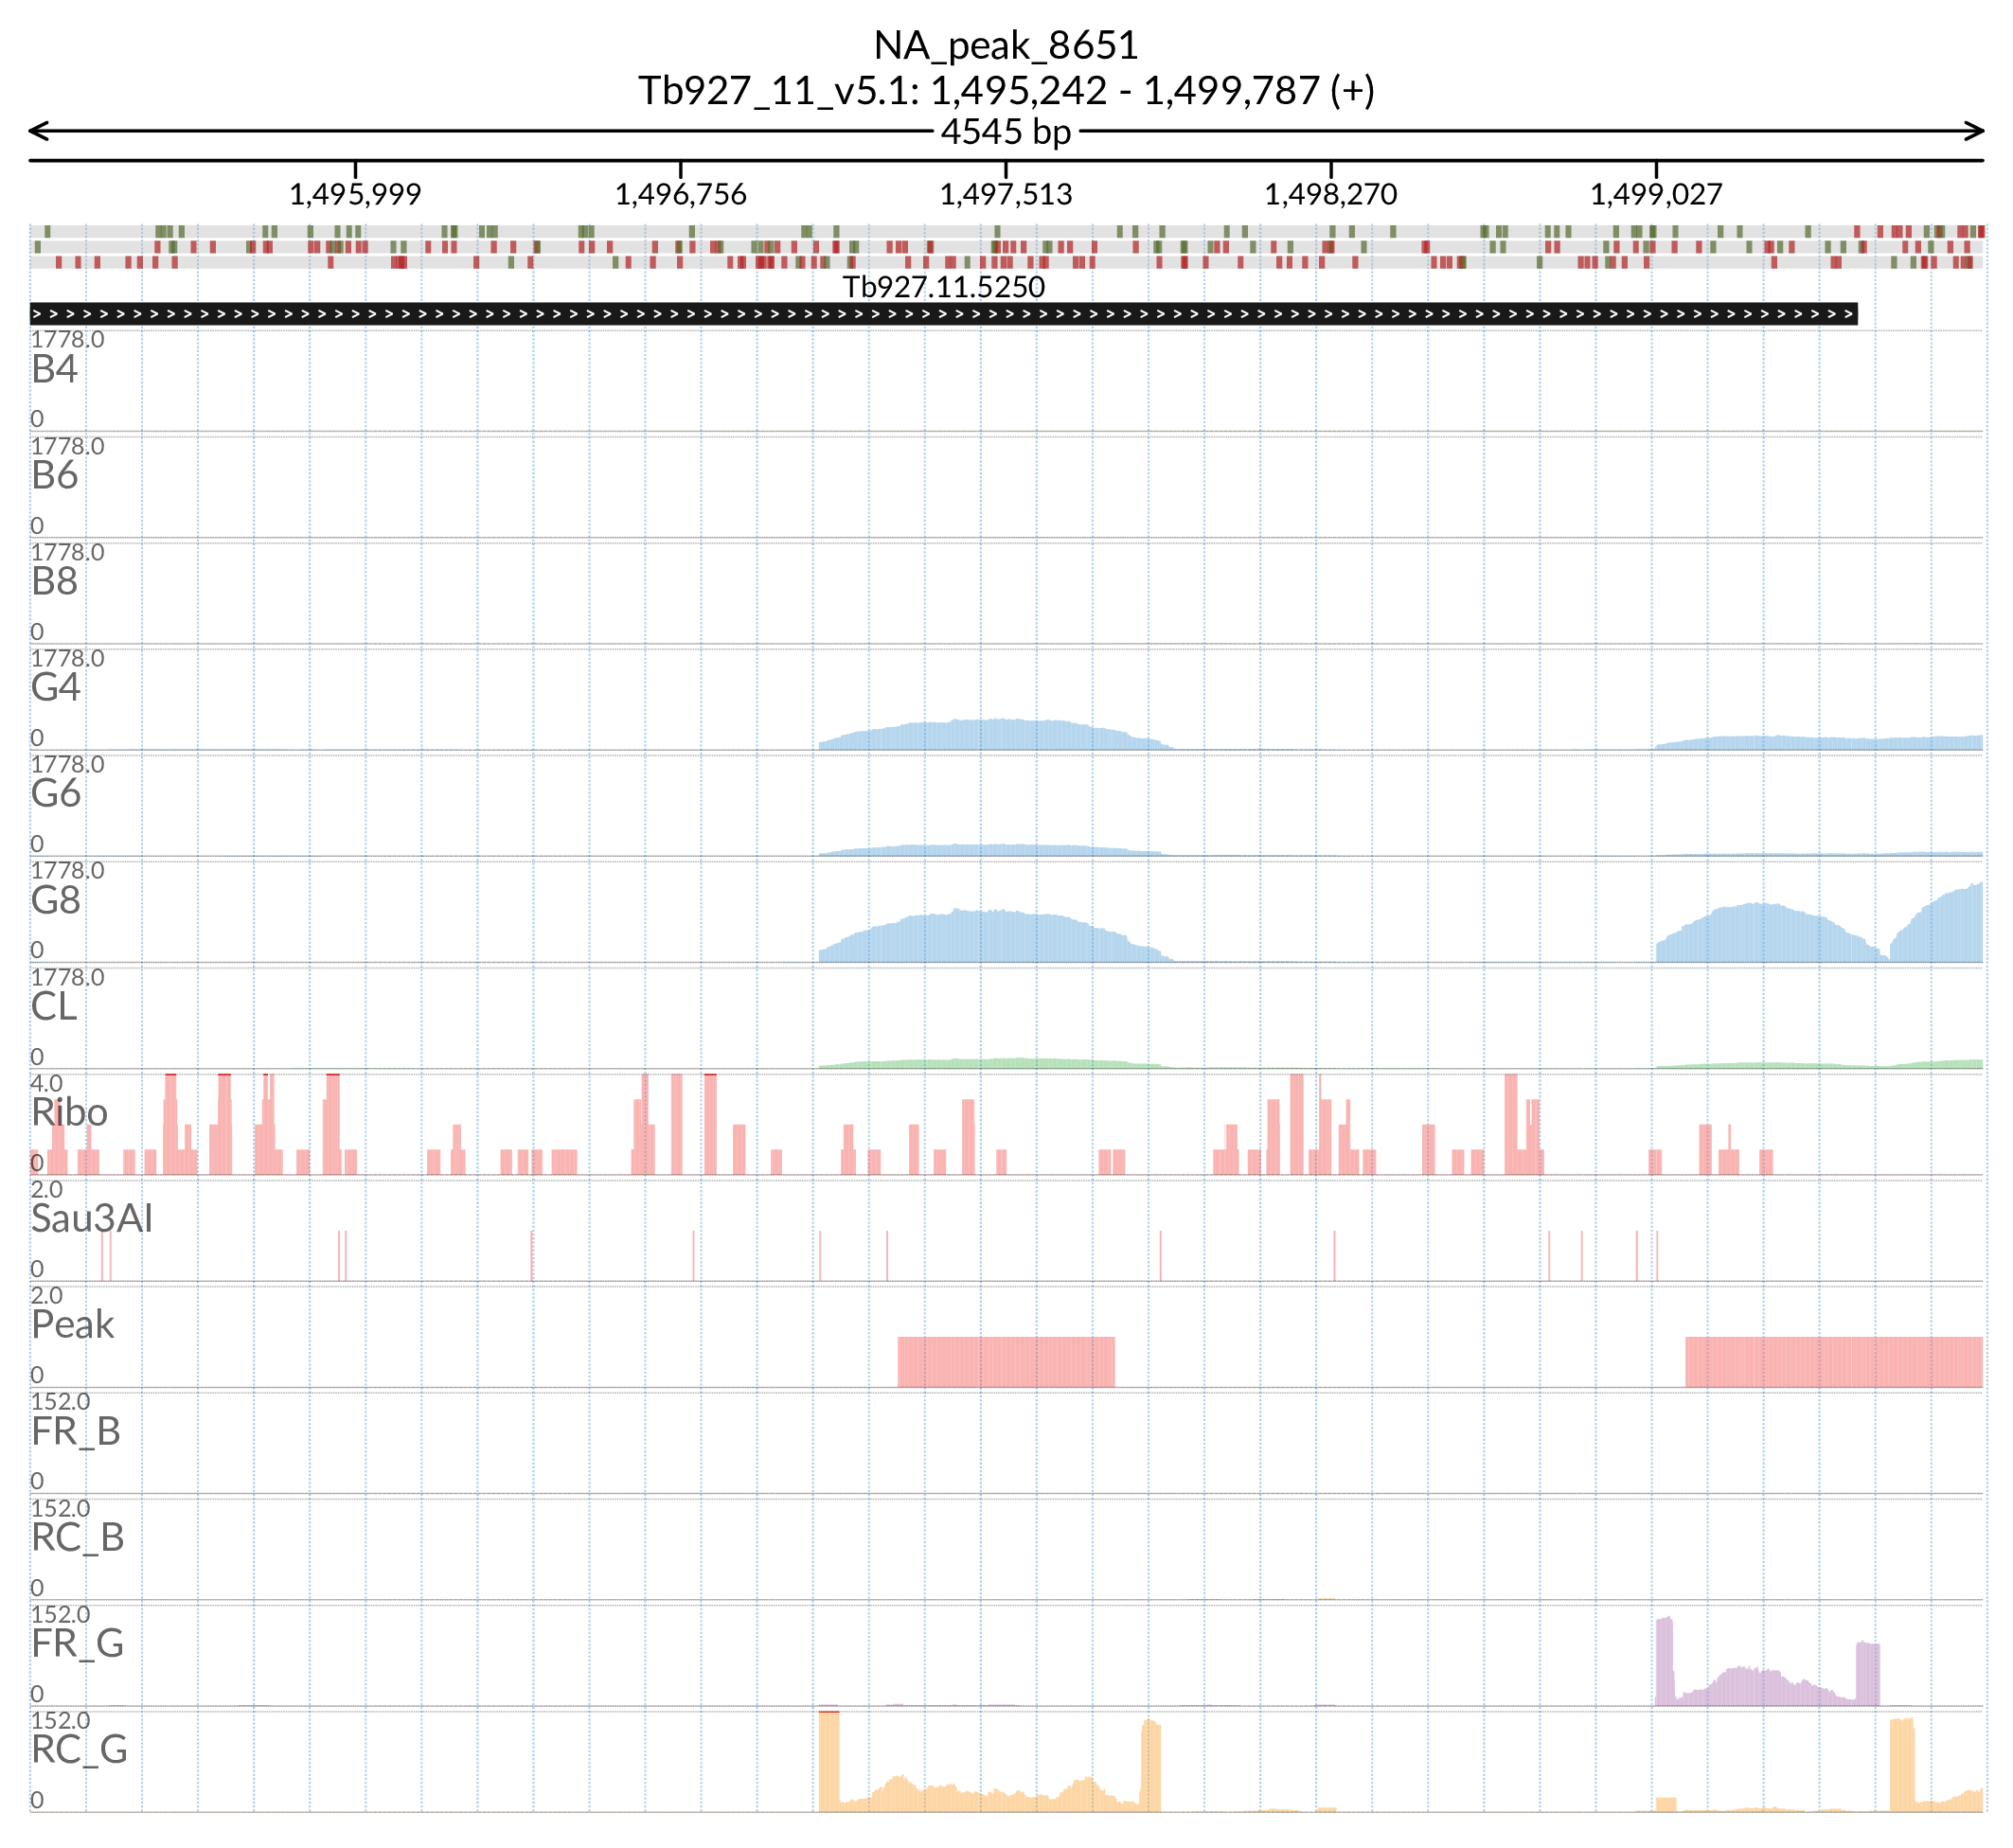 NA_peak_8651
Tb927_11_v5.1: 1,495,242 - 1,499,787 (+)
4545 bp
1,495,999 1,496,756 1,497,513 1,498,270 1,499,027
Tb927.11.5250
1778.0
B4
0
1778.0
B6
0
1778.0
B8
0
1778.0
G4
0
1778.0
G6
0
1778.0
G8
0
1778.0
CL
0
4.0
Ribo
0
2.0
Sau3AI
0
2.0
Peak
0
152.0
FR_B
0
152.0
RC_B
0
152.0
FR_G
0
152.0
RC_G
0